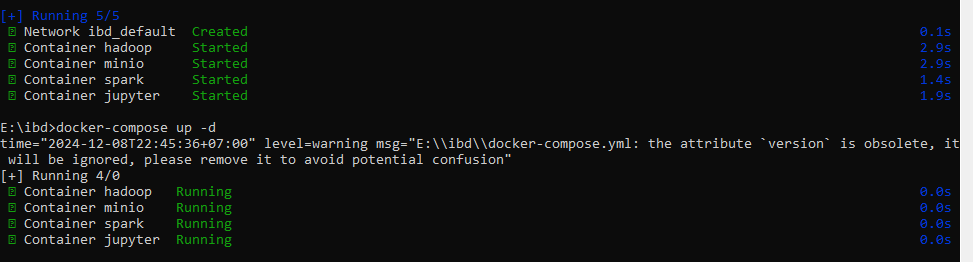 [+] Running 5/5
Network ibd_default Created 0.1s
Container hadoop Started 2.9s
Container minio Started 2.9s
Container spark Started 1.4s
Container jupyter Started 1.9s
E:\ibd>docker-compose up -d
time="2024-12-08T22:45:36+07:00" level=warning msg="E:\\ibd\\docker-compose.yml: the attribute `version` is obsolete, it
will be ignored, please remove it to avoid potential confusion"
[+] Running 4/0
Container hadoop Running 0.0s
Container minio Running 0.0s
Container spark Running 0.0s
Container jupyter Running 0.0s